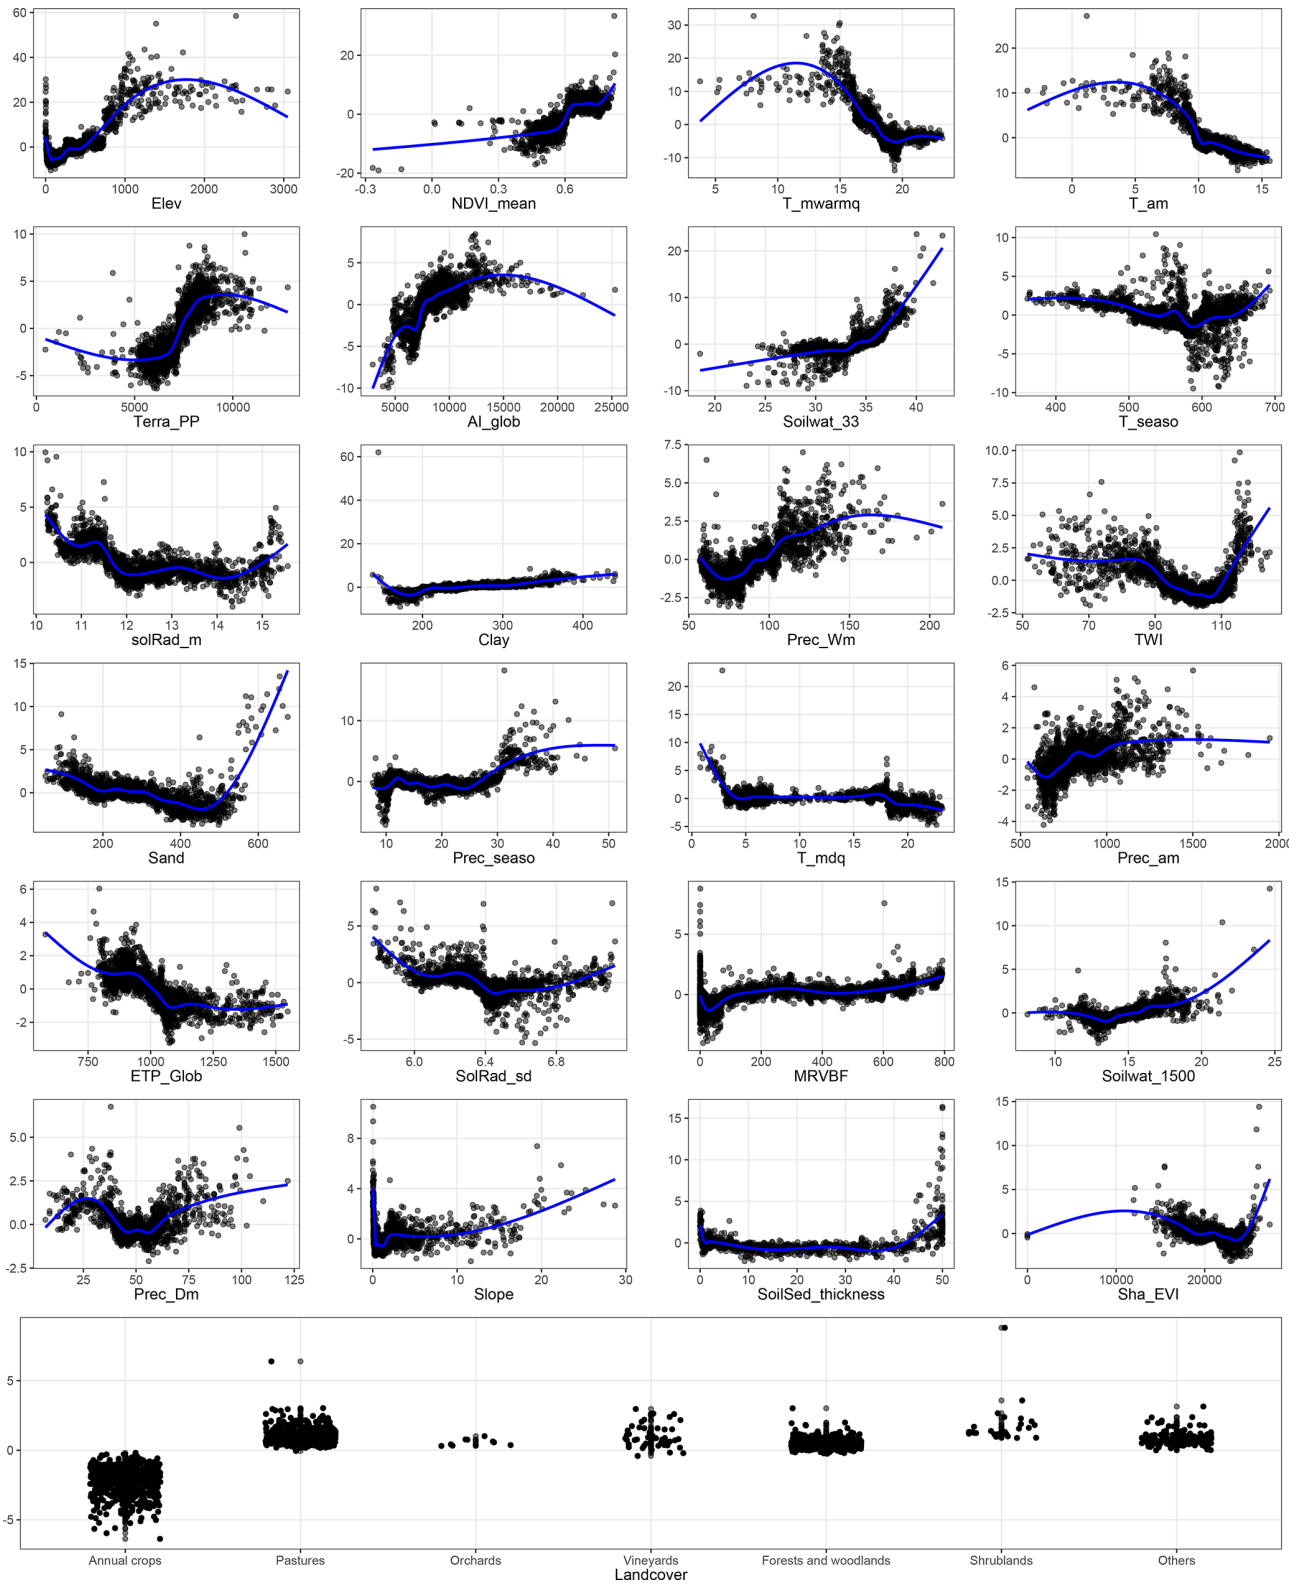 60
40
20
0
0 1000 2000 3000
Elev
20
0
-20
-0.3 0.0 0.3 0.6
NDVI_mean
30
20
10
0
-10
5 10 15 20
T_mwarmq
20
10
0
0 5 10 15
T_am
10
5
0
-5
0 5000 10000
Terra_PP
5
0
-5
-10
5000 10000 15000 20000 25000
AI_glob
20
10
0
-10
20 25 30 35 40
Soilwat_33
10
5
0
-5
-10
400 500 600 700
T_seaso
10
5
0
10 11 12 13 14 15
solRad_m
60
40
20
0
200 300 400
Clay
7.5
5.0
2.5
0.0
-2.5
50 100 150 200
Prec_Wm
10.0
7.5
5.0
2.5
0.0
-2.5
50 70 90 110
TWI
15
10
5
0
200 400 600
Sand
10
0
10 20 30 40 50
Prec_seaso
20
15
10
5
0
-5
0 5 10 15 20
T_mdq
6
4
2
0
-2
-4
500 1000 1500 2000
Prec_am
6
4
2
0
-2
750 1000 1250 1500
ETP_Glob
5
0
-5
6.0 6.4 6.8
SolRad_sd
5
0
0 200 400 600 800
MRVBF
15
10
5
0
10 15 20 25
Soilwat_1500
5.0
2.5
0.0
-2.5
25 50 75 100 125
Prec_Dm
8
4
0
0 10 20 30
Slope
15
10
5
0
0 10 20 30 40 50
SoilSed_thickness
15
10
5
0
0 10000 20000
Sha_EVI
5
0
-5
Annual crops Pastures Orchards Vineyards Forests and woodlands Shrublands Others
Landcover